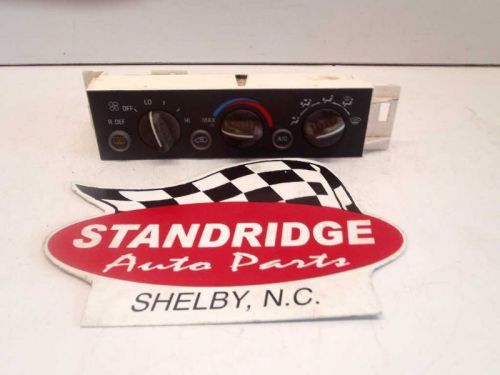 LO
OFF
HI
MAX
R. DEF
A/C
STANDRIDGE
Auto Parts
SHELBY, N.C.